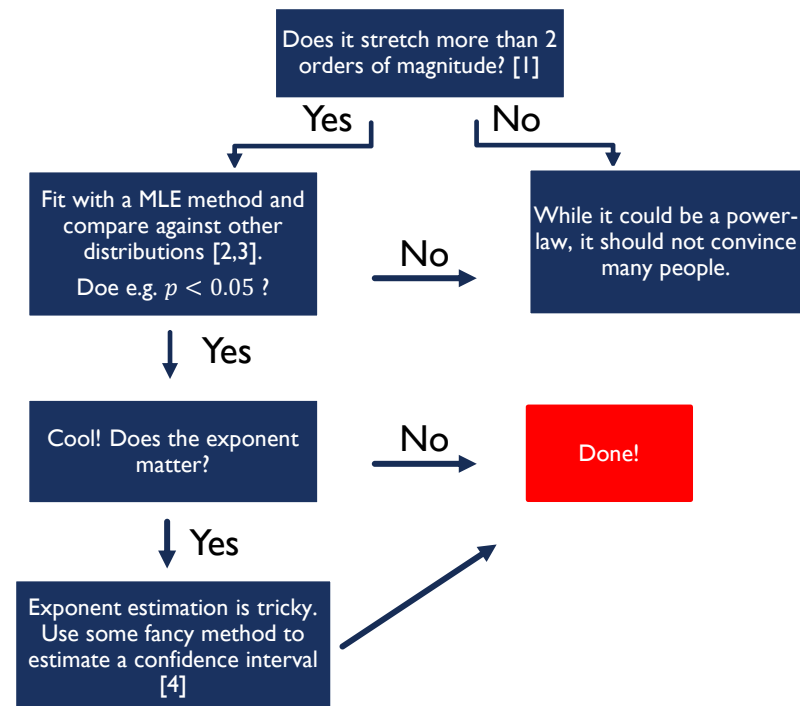 Does it stretch more than 2
orders of magnitude? [1]
Yes
No
Fit with a MLE method and
compare against other
distributions [2,3].
Doe e.g. p < 0.05 ?
No
While it could be a power-
law, it should not convince
many people.
Yes
Cool! Does the exponent
matter?
No
Done!
Yes
Exponent estimation is tricky.
Use some fancy method to
estimate a confidence interval
[4]